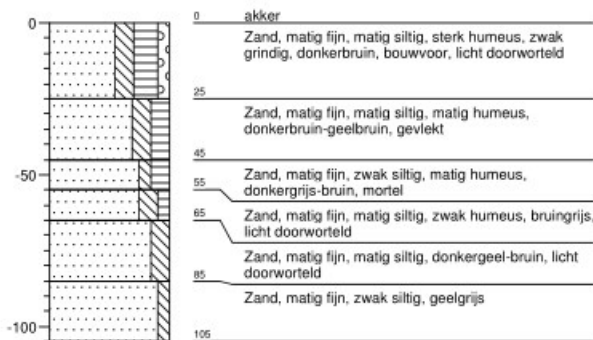 0 akker
0
Zand, matig fijn, matig siltig, sterk humeus, zwak
grindig, donkerbruin, bouwvoor, licht doorworteld
25
Zand, matig fijn, matig siltig, matig humeus,
donkerbruin-geelbruin, gevlekt
45
-50
Zand, matig fijn, zwak siltig, matig humeus,
donkergrijs-bruin, mortel
55
Zand, matig fijn, matig siltig, zwak humeus, bruingrijs,
licht doorworteld
65
Zand, matig fijn, matig siltig, donkergeel-bruin, licht
doorworteld
85
Zand, matig fijn, zwak siltig, geelgrijs
-100
105